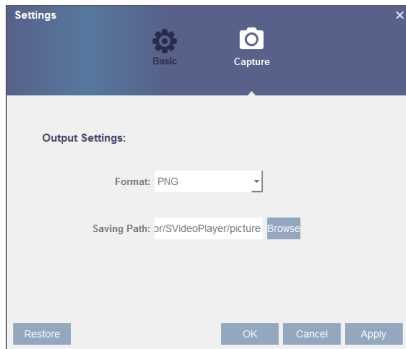 Settings
Basic
Capture
Output Settings:
Format: PNG
Saving Path: or/SVideoPlayer/picture Browse
Restore OK Cancel Apply